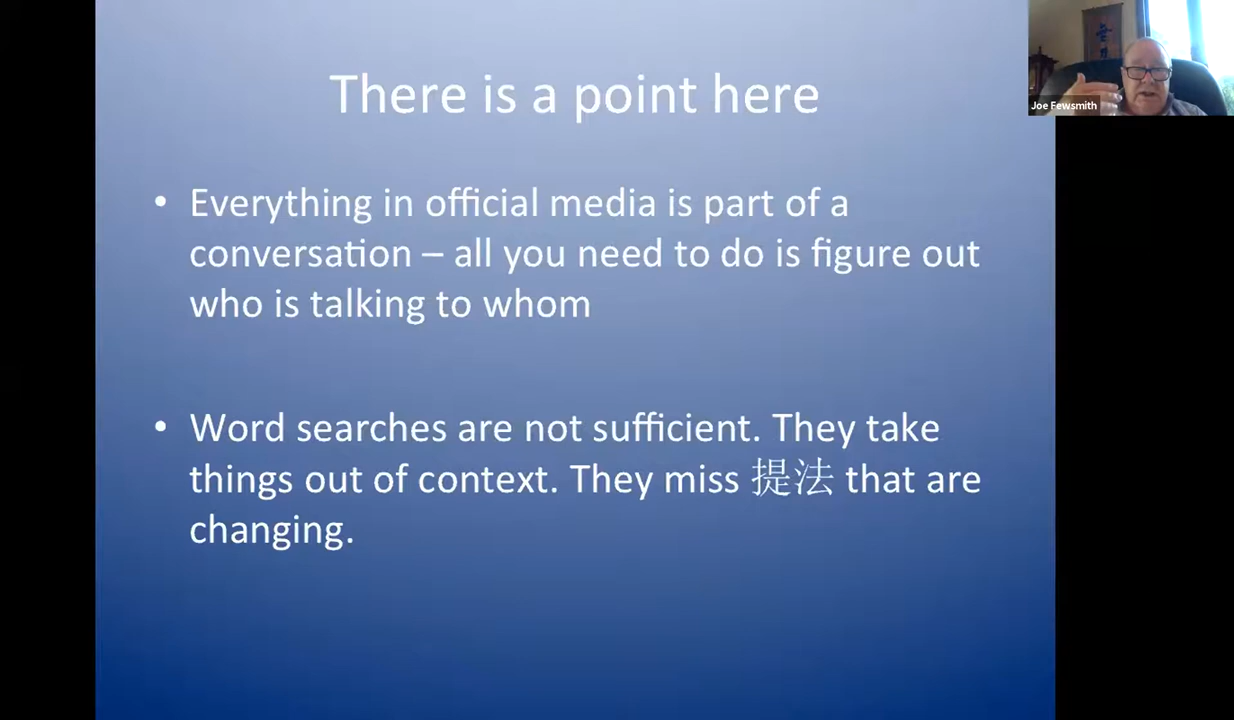 There is a point here
• Everything in official media is part of a
conversation – all you need to do is figure out
who is talking to whom
• Word searches are not sufficient. They take
things out of context. They miss 提法 that are
changing.
Joe Fewsmith